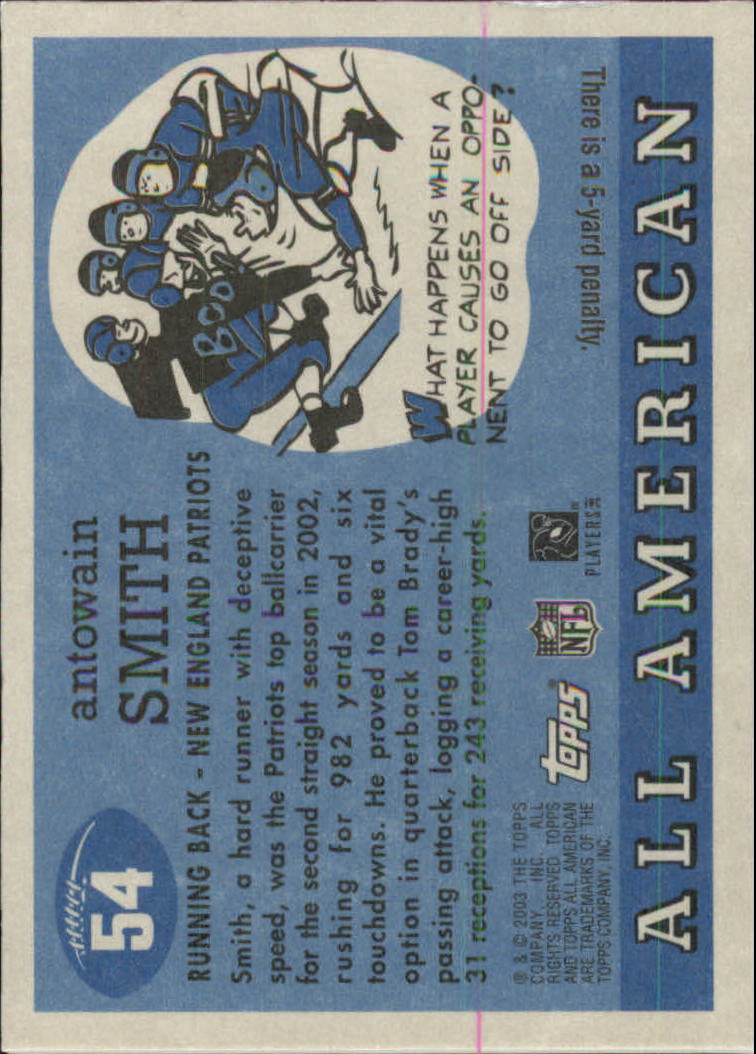 54
antowain
SMITH
RUNNING BACK - NEW ENGLAND PATRIOTS
Smith, a hard runner with deceptive
speed, was the Patriots top ballcarrier
for the second straight season in 2002,
rushing for 982 yards and six
touchdowns. He proved to be a vital
option in quarterback Tom Brady's
passing attack, logging a career-high
31 receptions for 243 receiving yards.
BOO
WHAT HAPPENS WHEN A
PLAYER CAUSES AN OPPO-
NENT TO GO OFF SIDE?
There is a 5-yard penalty.
® & © 2003 THE TOPPS
COMPANY, INC. ALL
RIGHTS RESERVED. TOPPS
AND TOPPS ALL AMERICAN
ARE TRADEMARKS OF THE
TOPPS COMPANY, INC.
TOPPS®
NFL
PLAYERS INC
ALL AMERICAN